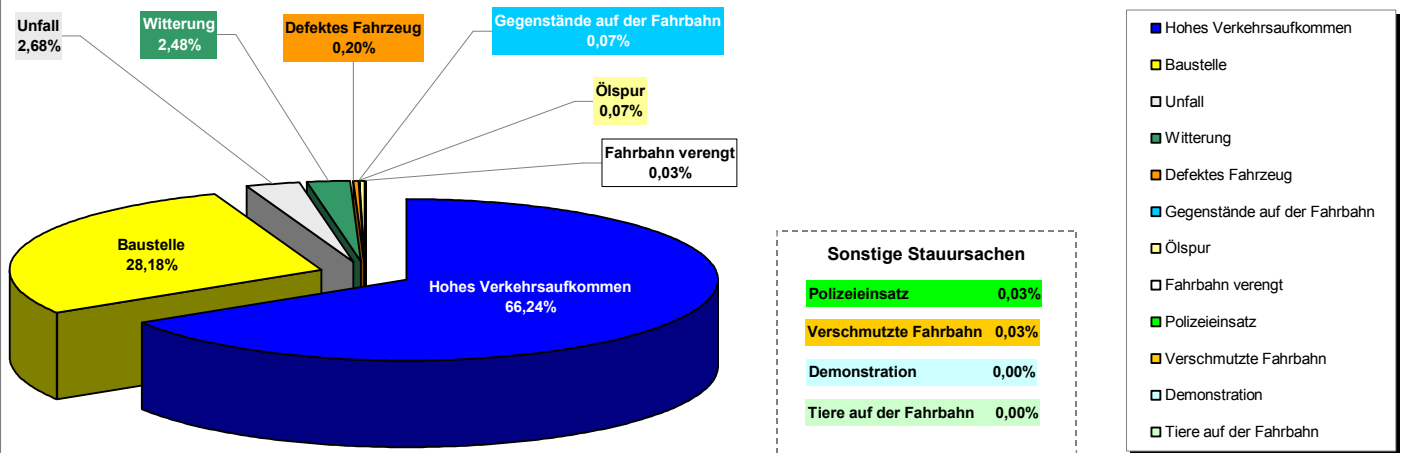 Unfall
2,68%
Witterung
2,48%
Defektes Fahrzeug
0,20%
Gegenstände auf der Fahrbahn
0,07%
Ölspur
0,07%
Fahrbahn verengt
0,03%
Baustelle
28,18%
Hohes Verkehrsaufkommen
66,24%
Sonstige Stauursachen
Polizeieinsatz 0,03%
Verschmutzte Fahrbahn 0,03%
Demonstration 0,00%
Tiere auf der Fahrbahn 0,00%
Hohes Verkehrsaufkommen
Baustelle
Unfall
Witterung
Defektes Fahrzeug
Gegenstände auf der Fahrbahn
Ölspur
Fahrbahn verengt
Polizeieinsatz
Verschmutzte Fahrbahn
Demonstration
Tiere auf der Fahrbahn